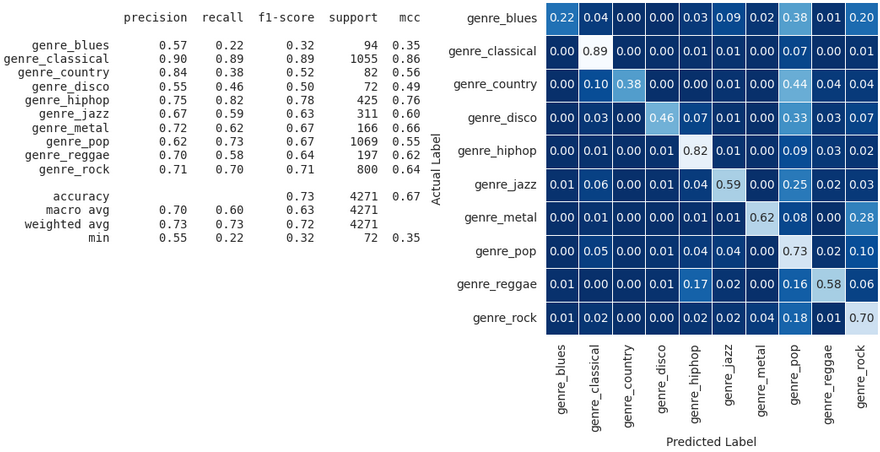 precision recall f1-score support mcc
genre_blues 0.57 0.22 0.32 94 0.35
genre_classical 0.90 0.89 0.89 1055 0.86
genre_country 0.84 0.38 0.52 82 0.56
genre_disco 0.55 0.46 0.50 72 0.49
genre_hiphop 0.75 0.82 0.78 425 0.76
genre_jazz 0.67 0.59 0.63 311 0.60
genre_metal 0.72 0.62 0.67 166 0.66
genre_pop 0.62 0.73 0.67 1069 0.55
genre_reggae 0.70 0.58 0.64 197 0.62
genre_rock 0.71 0.70 0.71 800 0.64
accuracy 0.73 4271 0.67
macro avg 0.70 0.60 0.63 4271
weighted avg 0.73 0.73 0.72 4271
min 0.55 0.22 0.32 72 0.35
Actual Label
genre_blues 0.22 0.04 0.00 0.00 0.03 0.09 0.02 0.38 0.01 0.20
genre_classical 0.00 0.89 0.00 0.00 0.01 0.01 0.00 0.07 0.00 0.01
genre_country 0.00 0.10 0.38 0.00 0.00 0.01 0.00 0.44 0.04 0.04
genre_disco 0.00 0.03 0.00 0.46 0.07 0.01 0.00 0.33 0.03 0.07
genre_hiphop 0.00 0.01 0.00 0.01 0.82 0.01 0.00 0.09 0.03 0.02
genre_jazz 0.01 0.06 0.00 0.01 0.04 0.59 0.00 0.25 0.02 0.03
genre_metal 0.00 0.01 0.00 0.00 0.01 0.01 0.62 0.08 0.00 0.28
genre_pop 0.00 0.05 0.00 0.01 0.04 0.04 0.00 0.73 0.02 0.10
genre_reggae 0.01 0.00 0.00 0.01 0.17 0.02 0.00 0.16 0.58 0.06
genre_rock 0.01 0.02 0.00 0.00 0.02 0.02 0.04 0.18 0.01 0.70
genre_blues
genre_classical
genre_country
genre_disco
genre_hiphop
genre_jazz
genre_metal
genre_pop
genre_reggae
genre_rock
Predicted Label